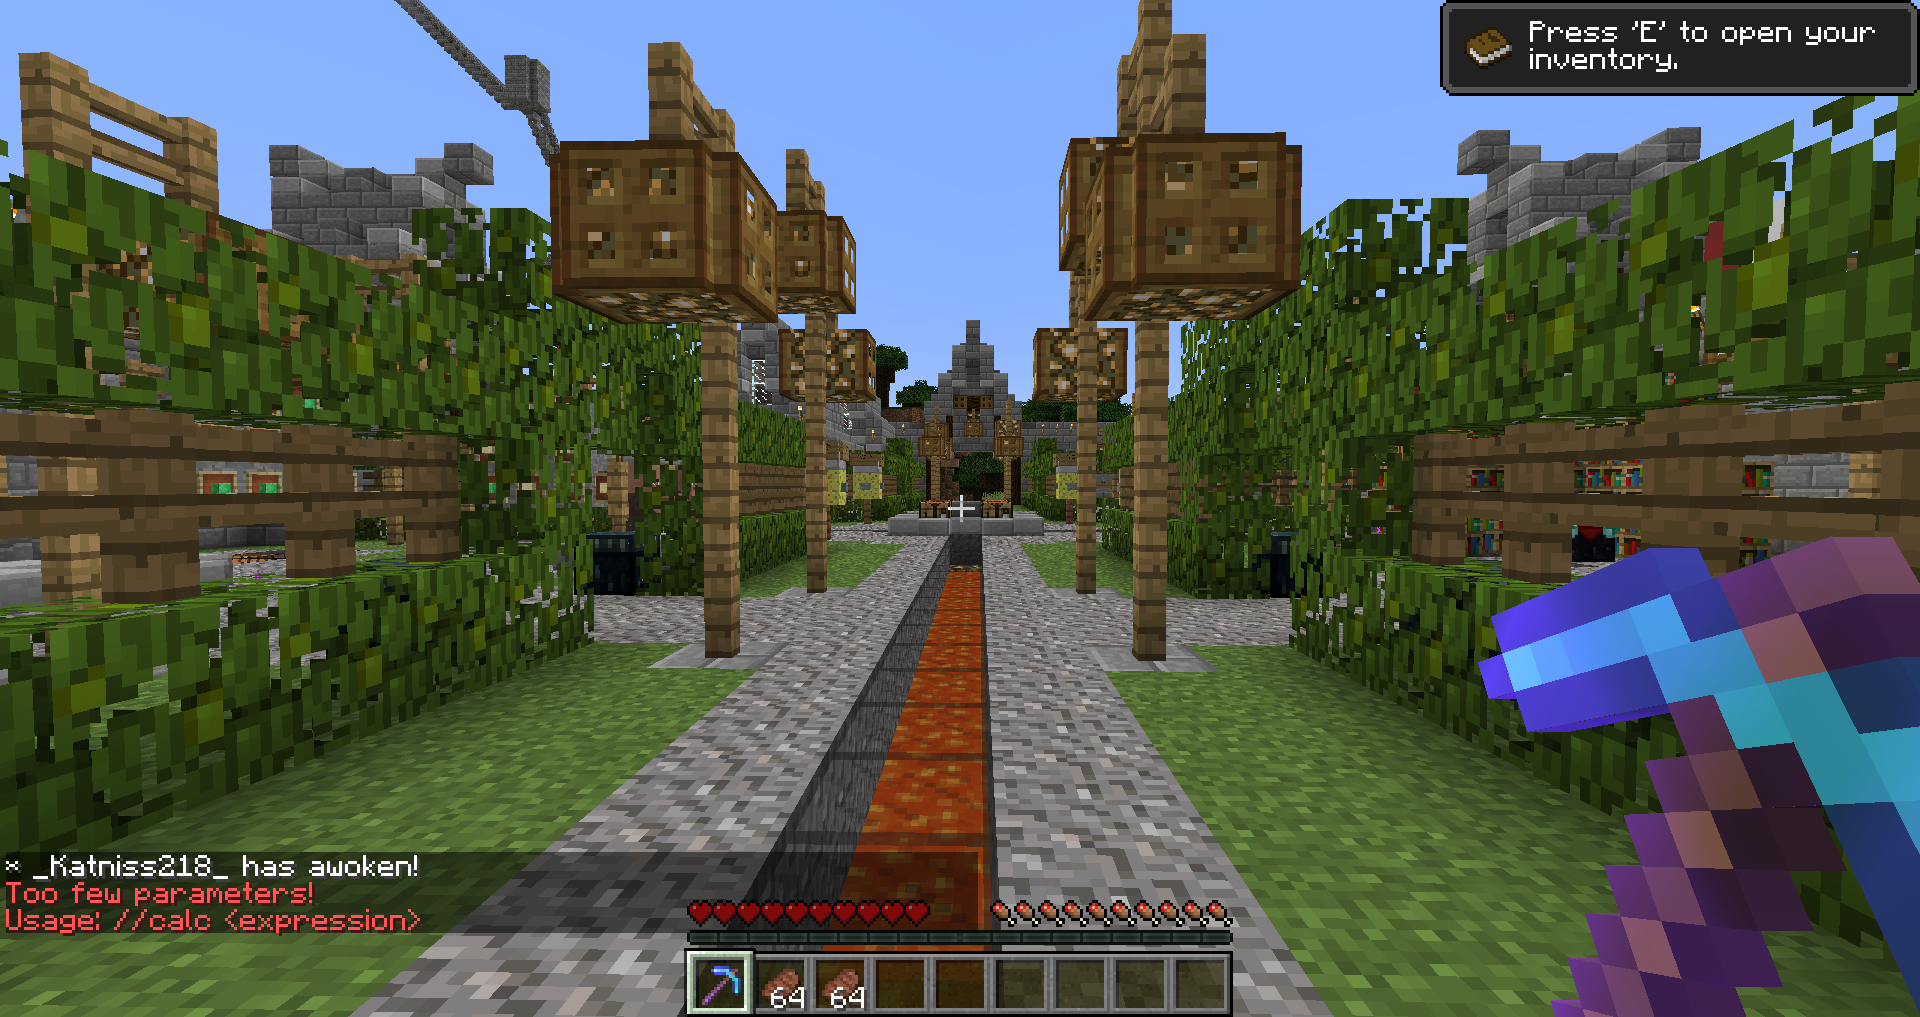 Press 'E' to open your
inventory.
× _Katniss218_ has awoken!
Too few parameters!
Usage: //calc <expression>
64
64